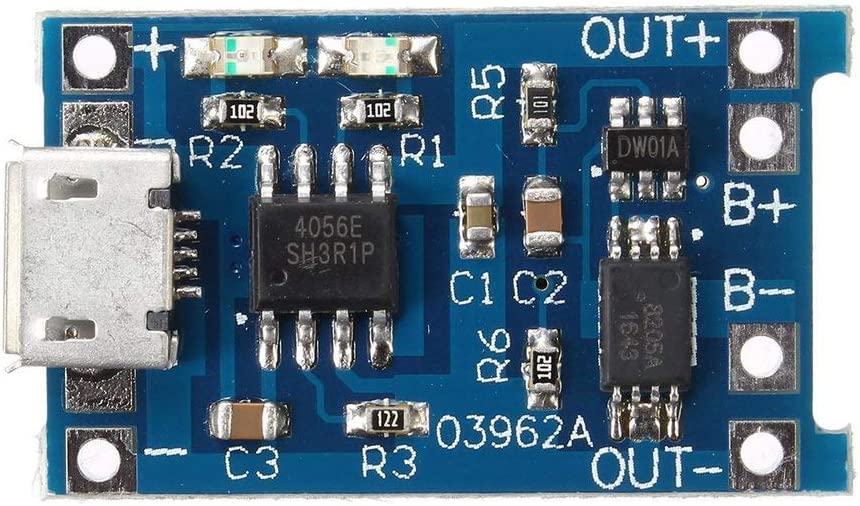 +
OUT+
102
102
R5
101
R2
R1
DW01A
4056E
SH3R1P
B+
C1
C2
B-
8205A
1643
R6
102
122
03962A
-
C3
R3
OUT-